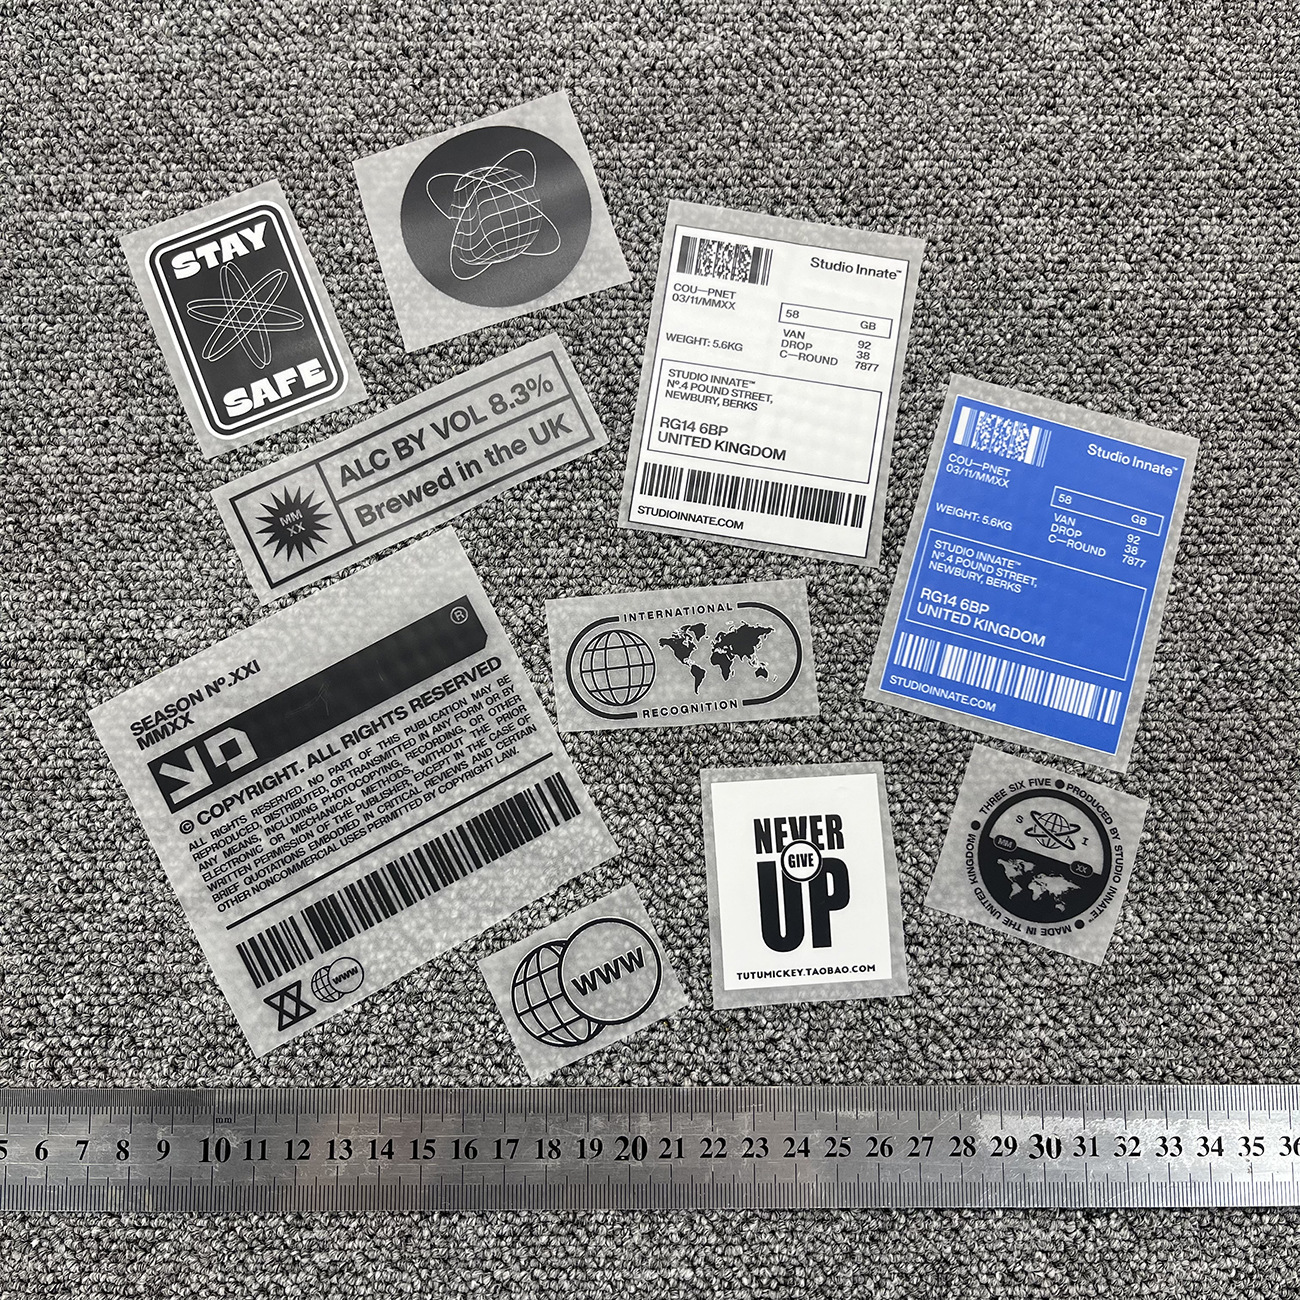 STAY
SAFE
ALC BY VOL 8.3%
Brewed in the UK
MM
XX
Studio Innate™
COU—PNET
03/11/MMXX
58 GB
WEIGHT: 5.6KG
VAN 92
DROP 38
C—ROUND 7877
STUDIO INNATE™
Nº.4 POUND STREET,
NEWBURY, BERKS
RG14 6BP
UNITED KINGDOM
STUDIOINNATE.COM
Studio Innate™
COU—PNET
03/11/MMXX
58 GB
WEIGHT: 5.6KG
VAN 92
DROP 38
C—ROUND 7877
STUDIO INNATE™
Nº.4 POUND STREET,
NEWBURY, BERKS
RG14 6BP
UNITED KINGDOM
STUDIOINNATE.COM
SEASON Nº.XXI
MMXX
®
© COPYRIGHT. ALL RIGHTS RESERVED
ALL RIGHTS RESERVED. NO PART OF THIS PUBLICATION MAY BE
REPRODUCED, DISTRIBUTED, OR TRANSMITTED IN ANY FORM OR BY
ANY MEANS, INCLUDING PHOTOCOPYING, RECORDING, OR OTHER
ELECTRONIC OR MECHANICAL METHODS, WITHOUT THE PRIOR
WRITTEN PERMISSION OF THE PUBLISHER, EXCEPT IN THE CASE OF
BRIEF QUOTATIONS EMBODIED IN CRITICAL REVIEWS AND CERTAIN
OTHER NONCOMMERCIAL USES PERMITTED BY COPYRIGHT LAW.
WWW
INTERNATIONAL
RECOGNITION
WWW
NEVER
GIVE
UP
TUTUMICKEY.TAOBAO.COM
THREE SIX FIVE ● PRODUCED BY STUDIO INNATE™ ● MADE IN THE UNITED KINGDOM ●
S I
MM XX
mm
5 6 7 8 9 10 11 12 13 14 15 16 17 18 19 20 21 22 23 24 25 26 27 28 29 30 31 32 33 34 35 36